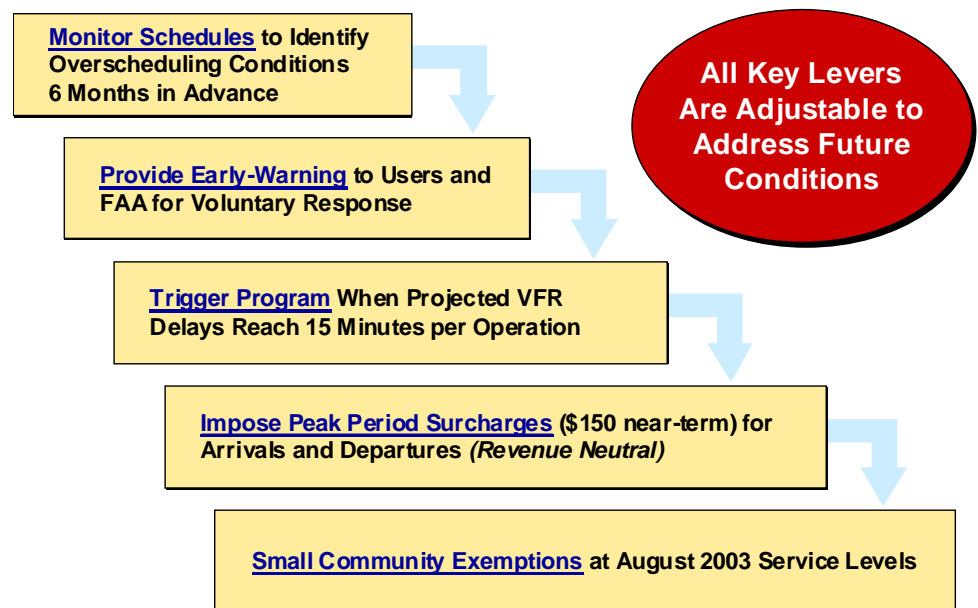 Monitor Schedules to Identify
Overscheduling Conditions
6 Months in Advance
All Key Levers
Are Adjustable to
Address Future
Conditions
Provide Early-Warning to Users and
FAA for Voluntary Response
Trigger Program When Projected VFR
Delays Reach 15 Minutes per Operation
Impose Peak Period Surcharges ($150 near-term) for
Arrivals and Departures (Revenue Neutral)
Small Community Exemptions at August 2003 Service Levels